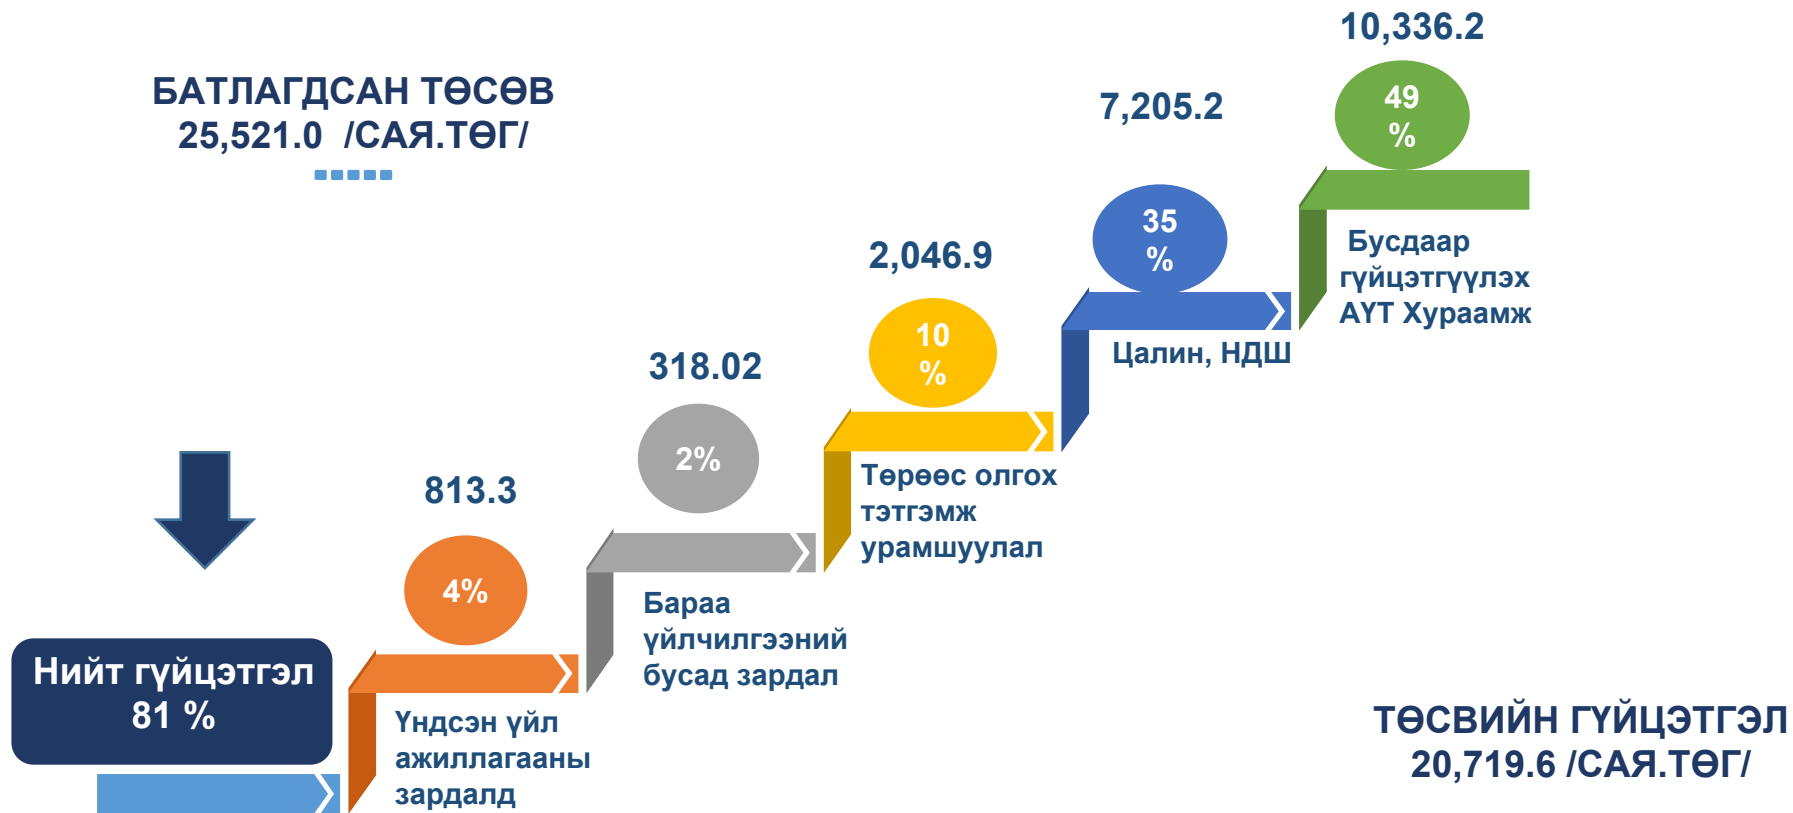 БАТЛАГДСАН ТӨСӨВ
25,521.0 /САЯ.ТӨГ/
10,336.2
49
%
Бусдаар
гүйцэтгүүлэх
АҮТ Хураамж
7,205.2
35
%
Цалин, НДШ
2,046.9
10
%
Төрөөс олгох
тэтгэмж
урамшуулал
318.02
2%
Бараа
үйлчилгээний
бусад зардал
813.3
4%
Үндсэн үйл
ажиллагааны
зардалд
Нийт гүйцэтгэл
81 %
ТӨСВИЙН ГҮЙЦЭТГЭЛ
20,719.6 /САЯ.ТӨГ/